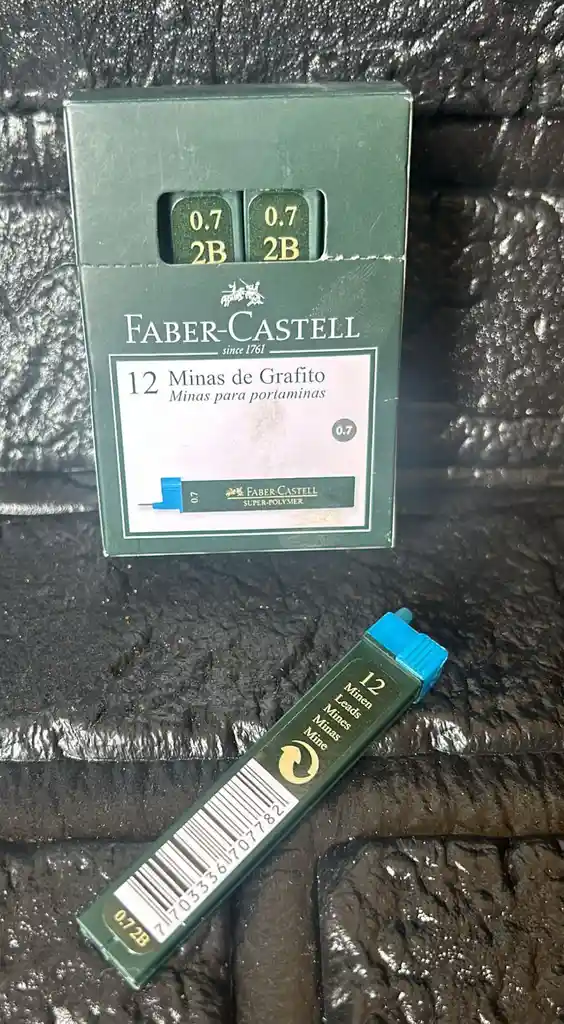 0.7
2B
0.7
2B
FABER-CASTELL
since 1761
12 Minas de Grafito
Minas para portaminas
0.7
0.7
FABER-CASTELL
SUPER-POLYMER
12
Minen
Leads
Mines
Minas
Mine
7703336707782
0.7 2B